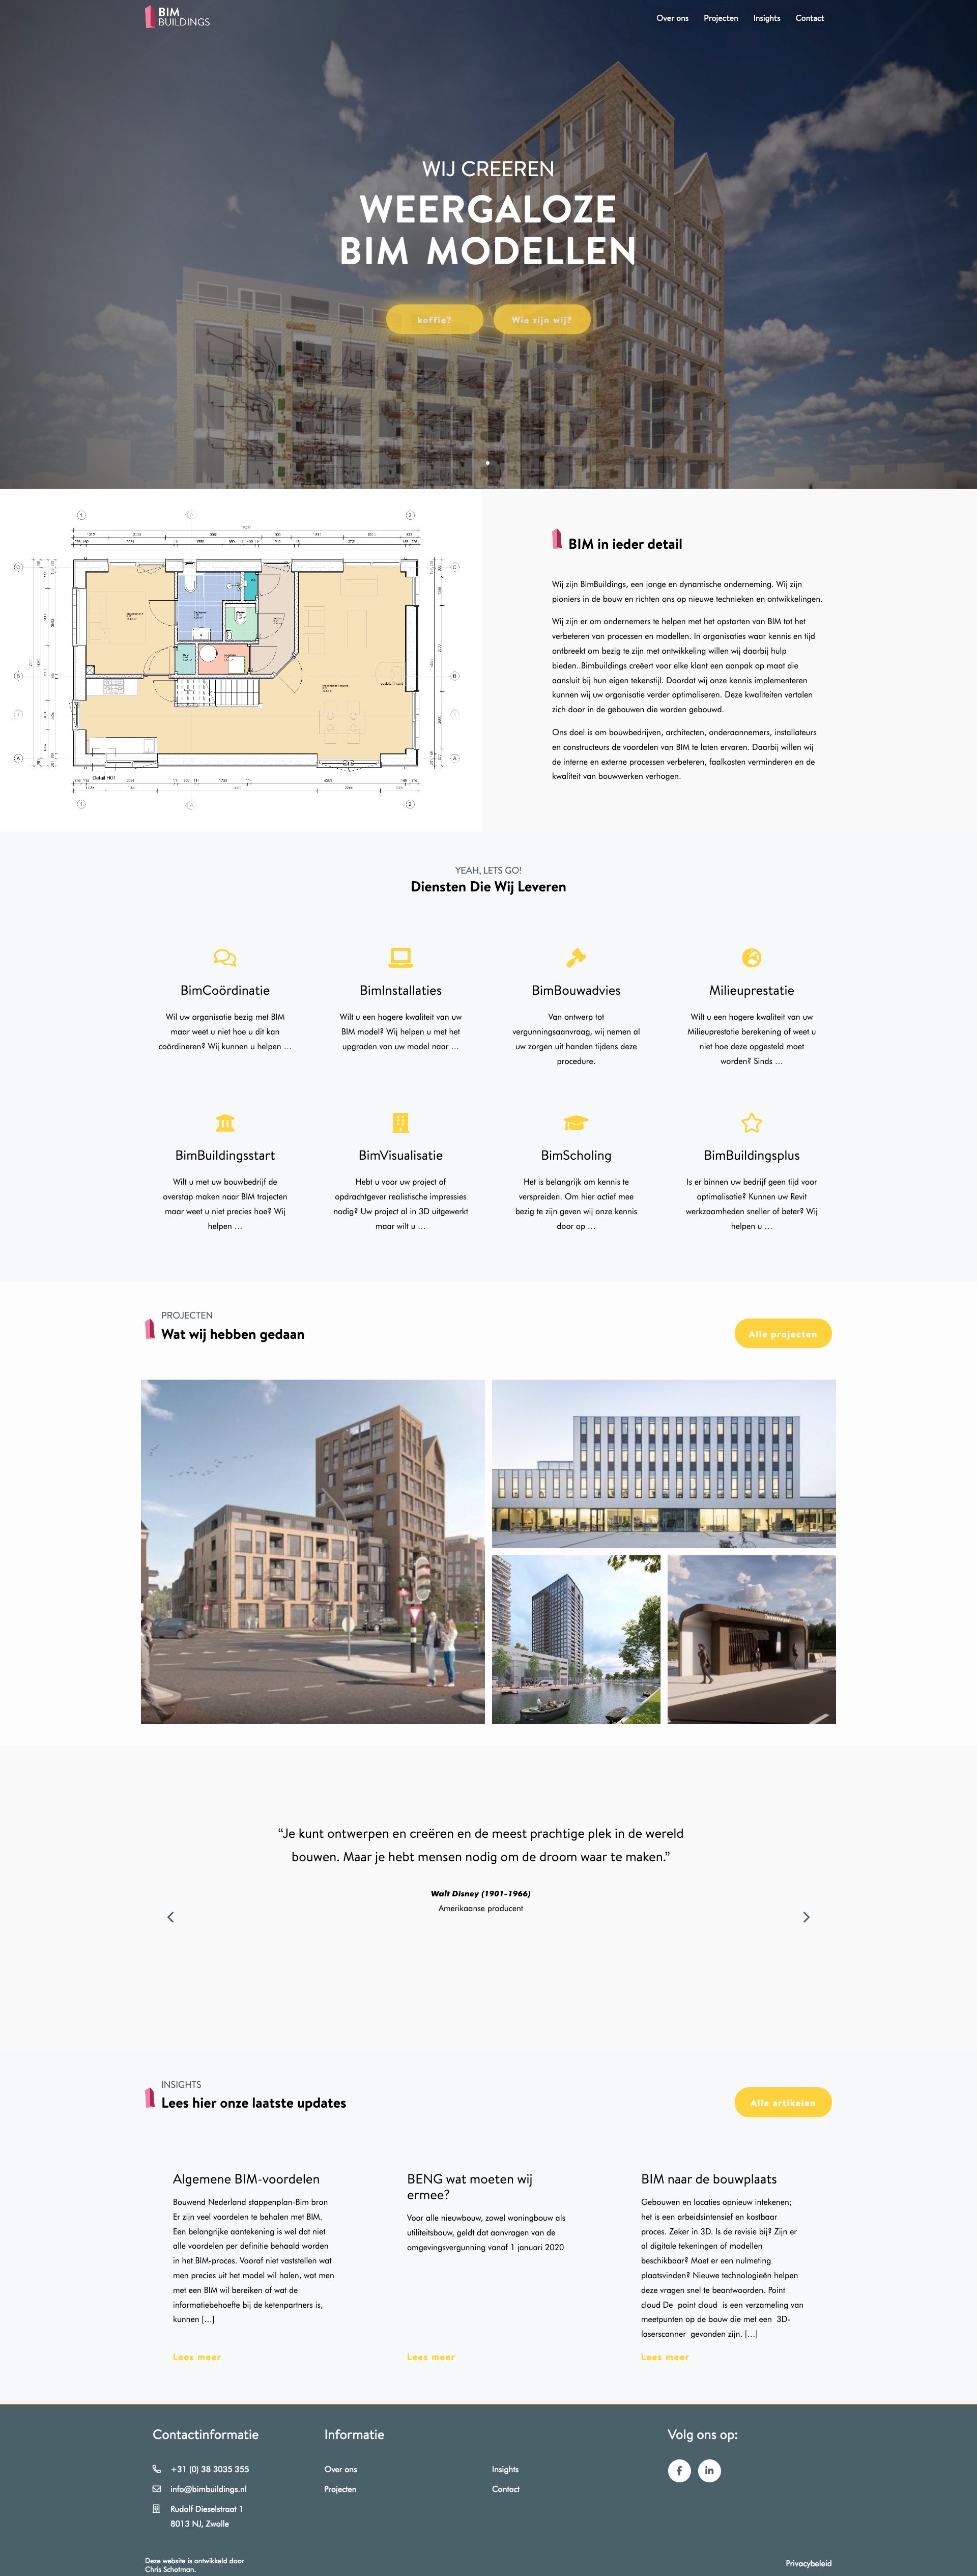 BIM
BUILDINGS
Over ons
Projecten
Insights
Contact
WIJ CREEREN
WEERGALOZE
BIM MODELLEN
koffie?
Wie zijn wij?
BIM in ieder detail
Wij zijn BimBuildings, een jonge en dynamische onderneming. Wij zijn
pioniers in de bouw en richten ons op nieuwe technieken en ontwikkelingen.
Wij zijn er om ondernemers te helpen met het opstarten van BIM tot het
verbeteren van processen en modellen. In organisaties waar kennis en tijd
ontbreekt om bezig te zijn met ontwikkeling willen wij daarbij hulp
bieden..Bimbuildings creëert voor elke klant een aanpak op maat die
aansluit bij hun eigen tekenstijl. Doordat wij onze kennis implementeren
kunnen wij uw organisatie verder optimaliseren. Deze kwaliteiten vertalen
zich door in de gebouwen die worden gebouwd.
Ons doel is om bouwbedrijven, architecten, onderaannemers, installateurs
en constructeurs de voordelen van BIM te laten ervaren. Daarbij willen wij
de interne en externe processen verbeteren, faalkosten verminderen en de
kwaliteit van bouwwerken verhogen.
Detail H01
YEAH, LETS GO!
Diensten Die Wij Leveren
BimCoördinatie
Wil uw organisatie bezig met BIM
maar weet u niet hoe u dit kan
coördineren? Wij kunnen u helpen …
BimInstallaties
Wilt u een hogere kwaliteit van uw
BIM model? Wij helpen u met het
upgraden van uw model naar …
BimBouwadvies
Van ontwerp tot
vergunningsaanvraag, wij nemen al
uw zorgen uit handen tijdens deze
procedure.
Milieuprestatie
Wilt u een hogere kwaliteit van uw
Milieuprestatie berekening of weet u
niet hoe deze opgesteld moet
worden? Sinds …
BimBuildingsstart
Wilt u met uw bouwbedrijf de
overstap maken naar BIM trajecten
maar weet u niet precies hoe? Wij
helpen …
BimVisualisatie
Hebt u voor uw project of
opdrachtgever realistische impressies
nodig? Uw project al in 3D uitgewerkt
maar wilt u …
BimScholing
Het is belangrijk om kennis te
verspreiden. Om hier actief mee
bezig te zijn geven wij onze kennis
door op …
BimBuildingsplus
Is er binnen uw bedrijf geen tijd voor
optimalisatie? Kunnen uw Revit
werkzaamheden sneller of beter? Wij
helpen u …
PROJECTEN
Wat wij hebben gedaan
Alle projecten
“Je kunt ontwerpen en creëren en de meest prachtige plek in de wereld
bouwen. Maar je hebt mensen nodig om de droom waar te maken.”
Walt Disney (1901-1966)
Amerikaanse producent
INSIGHTS
Lees hier onze laatste updates
Alle artikelen
Algemene BIM-voordelen
Bouwend Nederland stappenplan-Bim bron
Er zijn veel voordelen te behalen met BIM.
Een belangrijke aantekening is wel dat niet
alle voordelen per definitie behaald worden
in het BIM-proces. Vooraf niet vaststellen wat
men precies uit het model wil halen, wat men
met een BIM wil bereiken of wat de
informatiebehoefte bij de ketenpartners is,
kunnen […]
Lees meer
BENG wat moeten wij
ermee?
Voor alle nieuwbouw, zowel woningbouw als
utiliteitsbouw, geldt dat aanvragen van de
omgevingsvergunning vanaf 1 januari 2020
Lees meer
BIM naar de bouwplaats
Gebouwen en locaties opnieuw intekenen;
het is een arbeidsintensief en kostbaar
proces. Zeker in 3D. Is de revisie bij? Zijn er
al digitale tekeningen of modellen
beschikbaar? Moet er een nulmeting
plaatsvinden? Nieuwe technologieën helpen
deze vragen snel te beantwoorden. Point
cloud De point cloud is een verzameling van
meetpunten op de bouw die met een 3D-
laserscanner gevonden zijn. […]
Lees meer
Contactinformatie
+31 (0) 38 3035 355
info@bimbuildings.nl
Rudolf Dieselstraat 1
8013 NJ, Zwolle
Informatie
Over ons
Projecten
Insights
Contact
Volg ons op:
Deze website is ontwikkeld door
Chris Schotman.
Privacybeleid